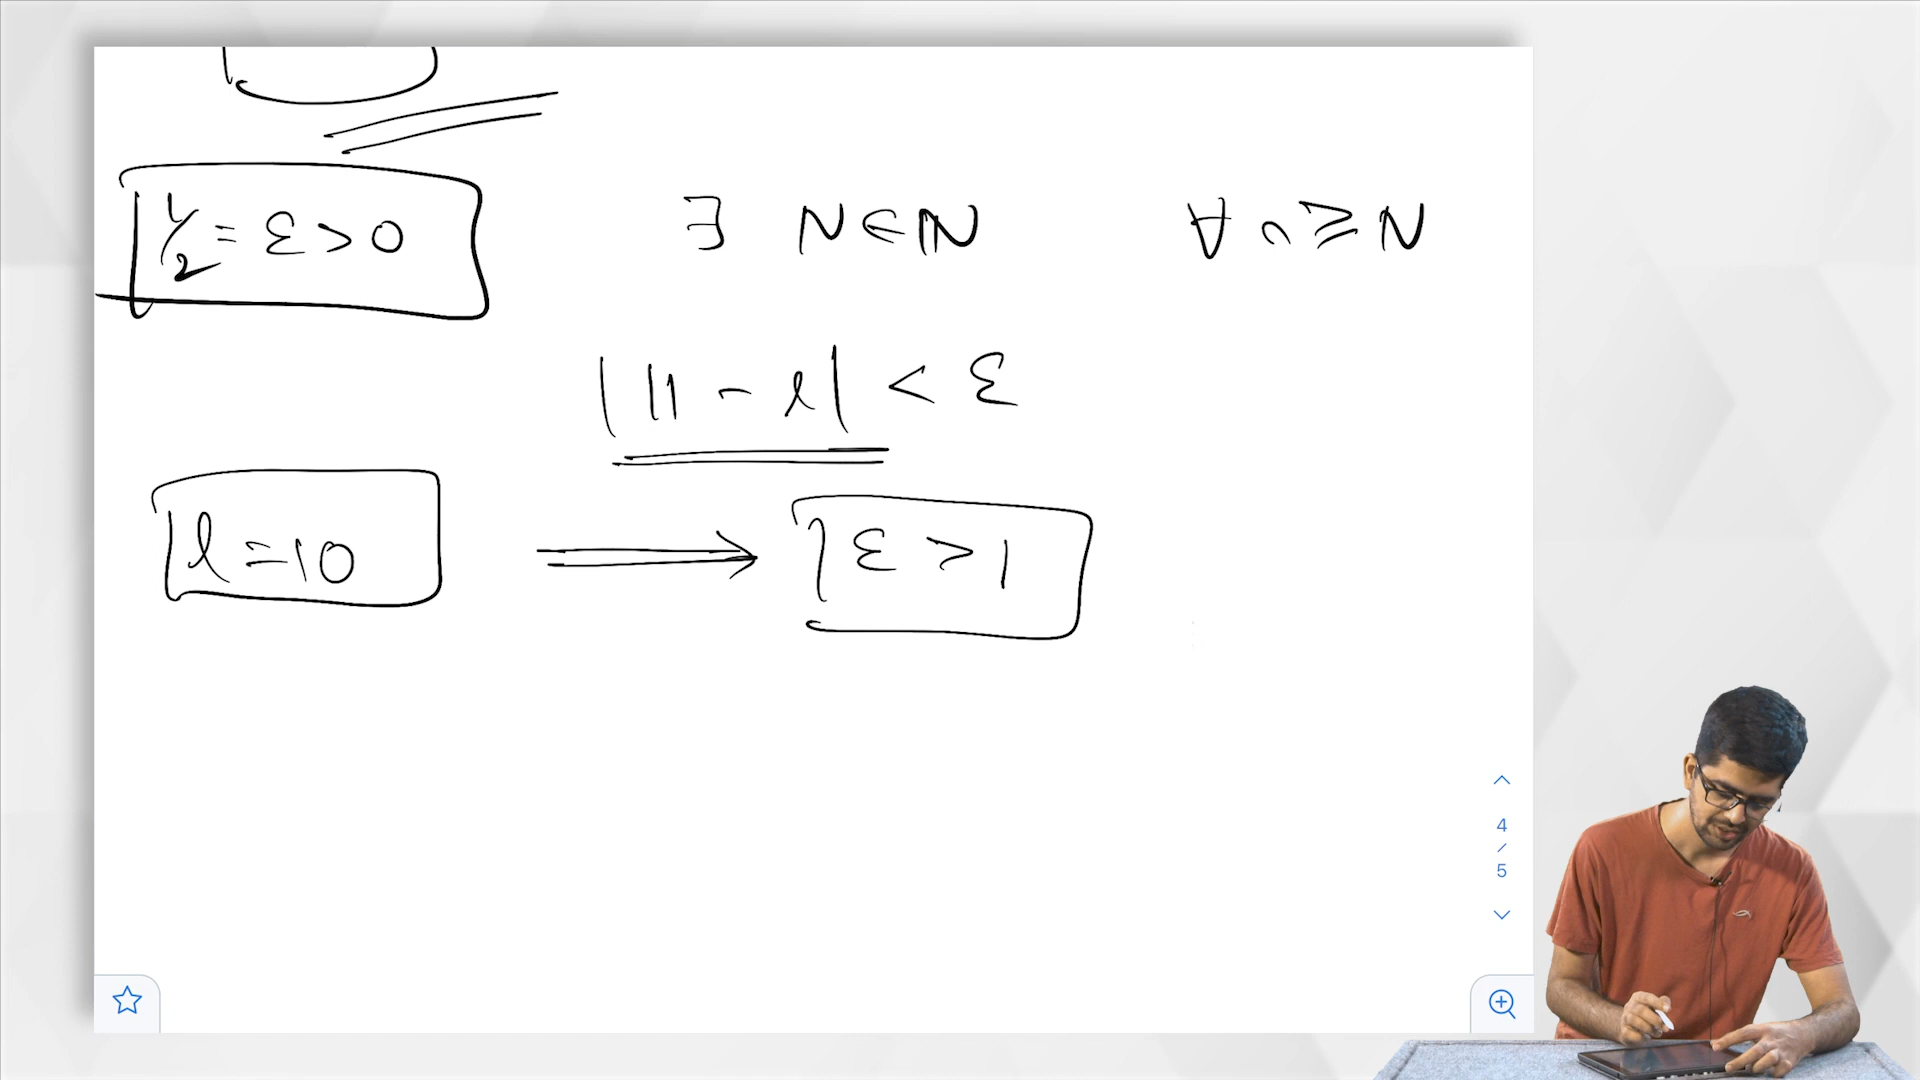 1/2 = ε > 0 ∃ N ∈ ℕ ∀ n ≥ N
| 11 - l | < ε
l = 10 ⟹ ε > 1
4
/
5